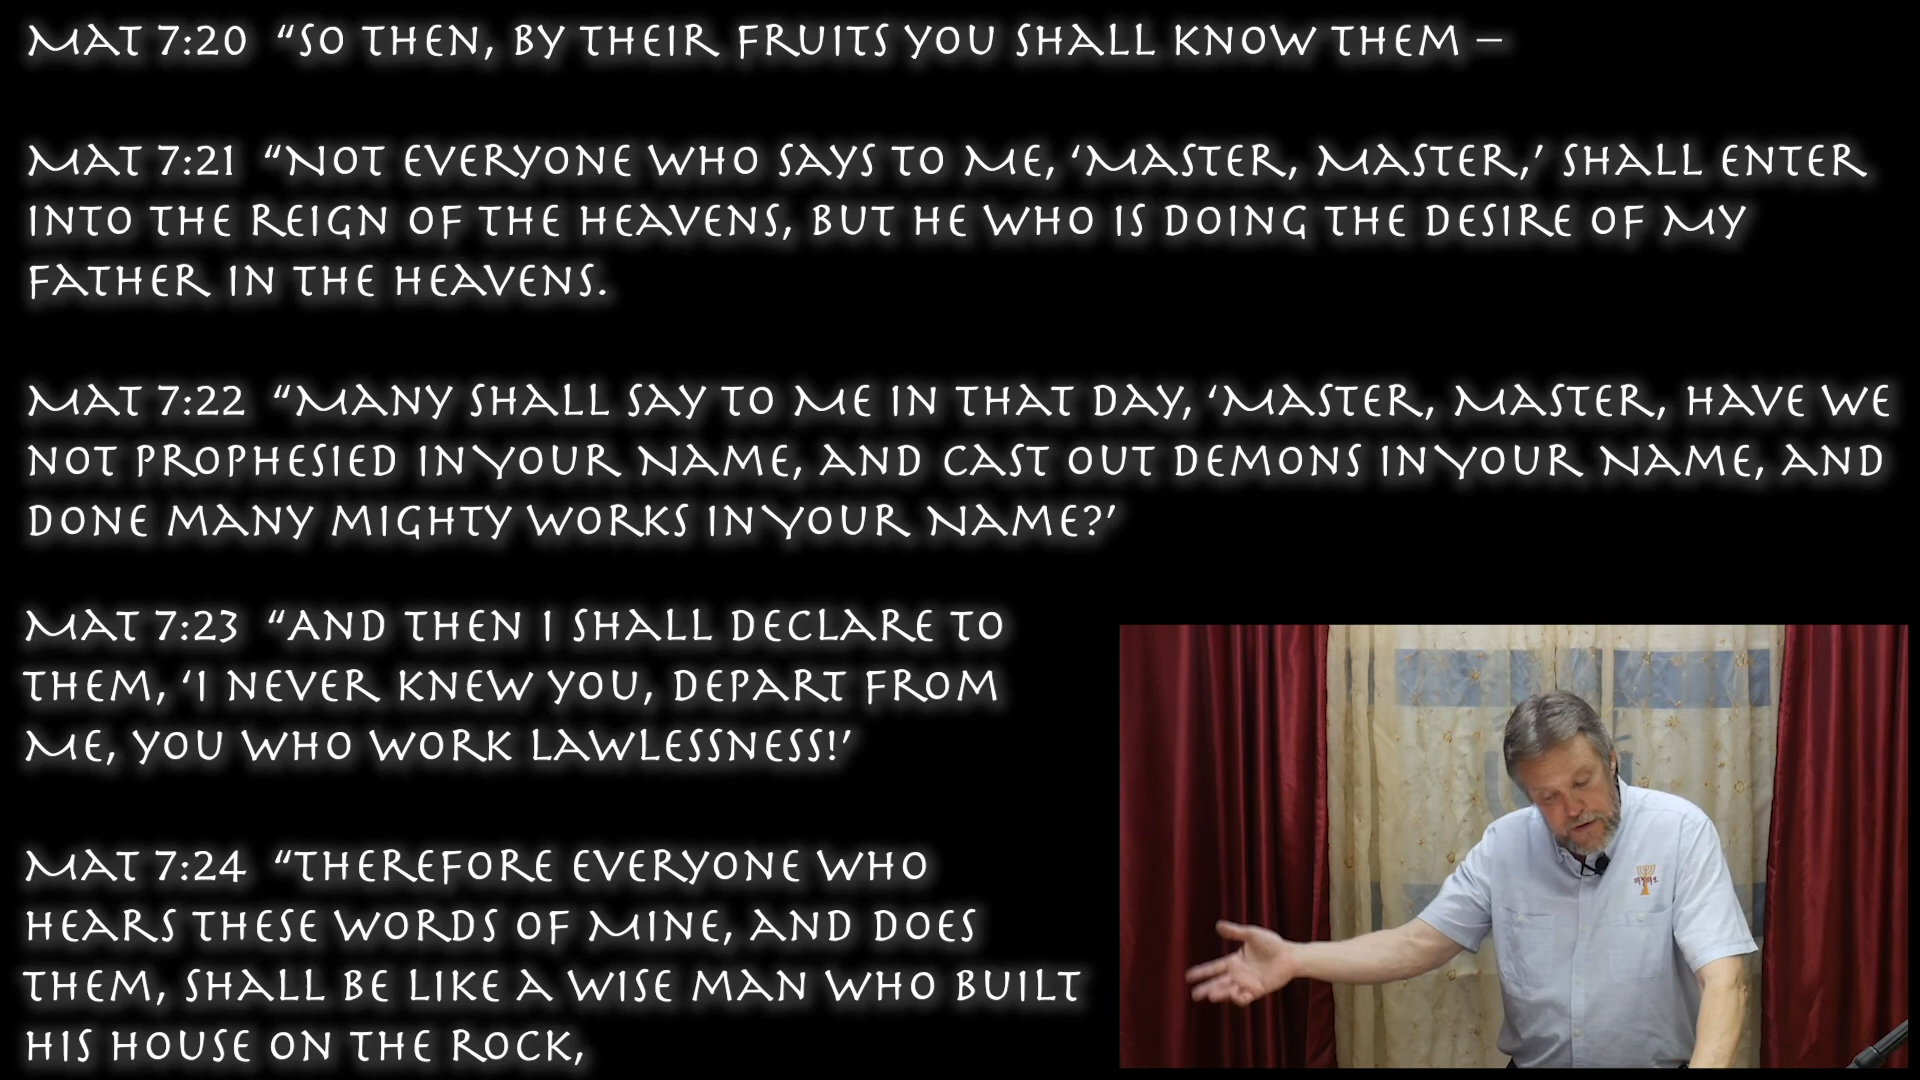 Mat 7:20  “So then, by their fruits you shall know them –
Mat 7:21  “Not everyone who says to Me, ‘Master, Master,’ shall enter
into the reign of the heavens, but he who is doing the desire of My
Father in the heavens.
Mat 7:22  “Many shall say to Me in that day, ‘Master, Master, have we
not prophesied in Your Name, and cast out demons in Your Name, and
done many mighty works in Your Name?’
Mat 7:23  “And then I shall declare to
them, ‘I never knew you, depart from
Me, you who work lawlessness!’
Mat 7:24  “Therefore everyone who
hears these words of Mine, and does
them, shall be like a wise man who built
his house on the rock,